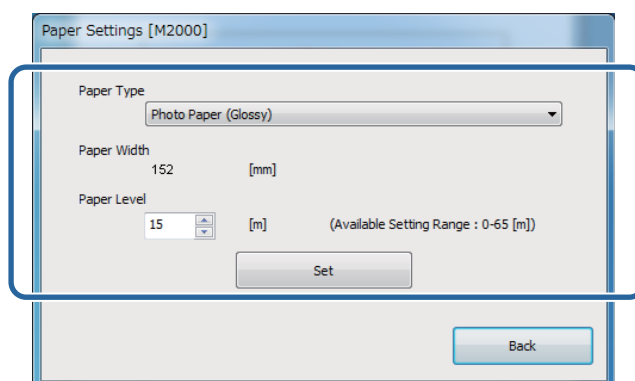 Paper Settings [M2000]
Paper Type
Photo Paper (Glossy)
Paper Width
152 [mm]
Paper Level
15 [m] (Available Setting Range : 0-65 [m])
Set
Back